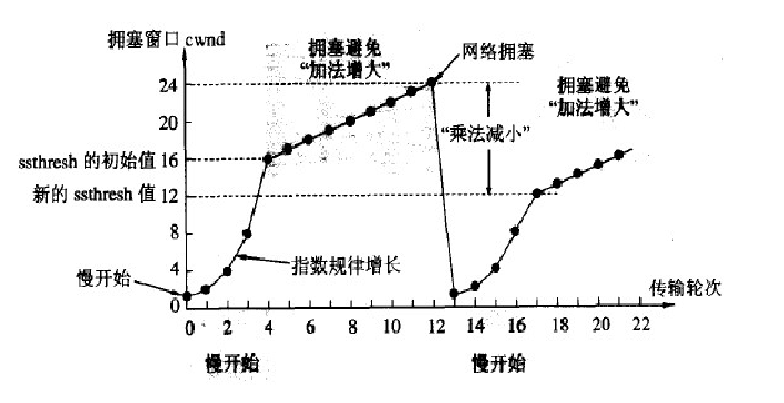 拥塞窗口 cwnd
拥塞避免
“加法增大”
网络拥塞
拥塞避免
“加法增大”
24
20
“乘法减小”
ssthresh 的初始值 16
新的 ssthresh 值 12
8
4
0
指数规律增长
慢开始
传输轮次
0 2 4 6 8 10 12 14 16 18 20 22
慢开始
慢开始